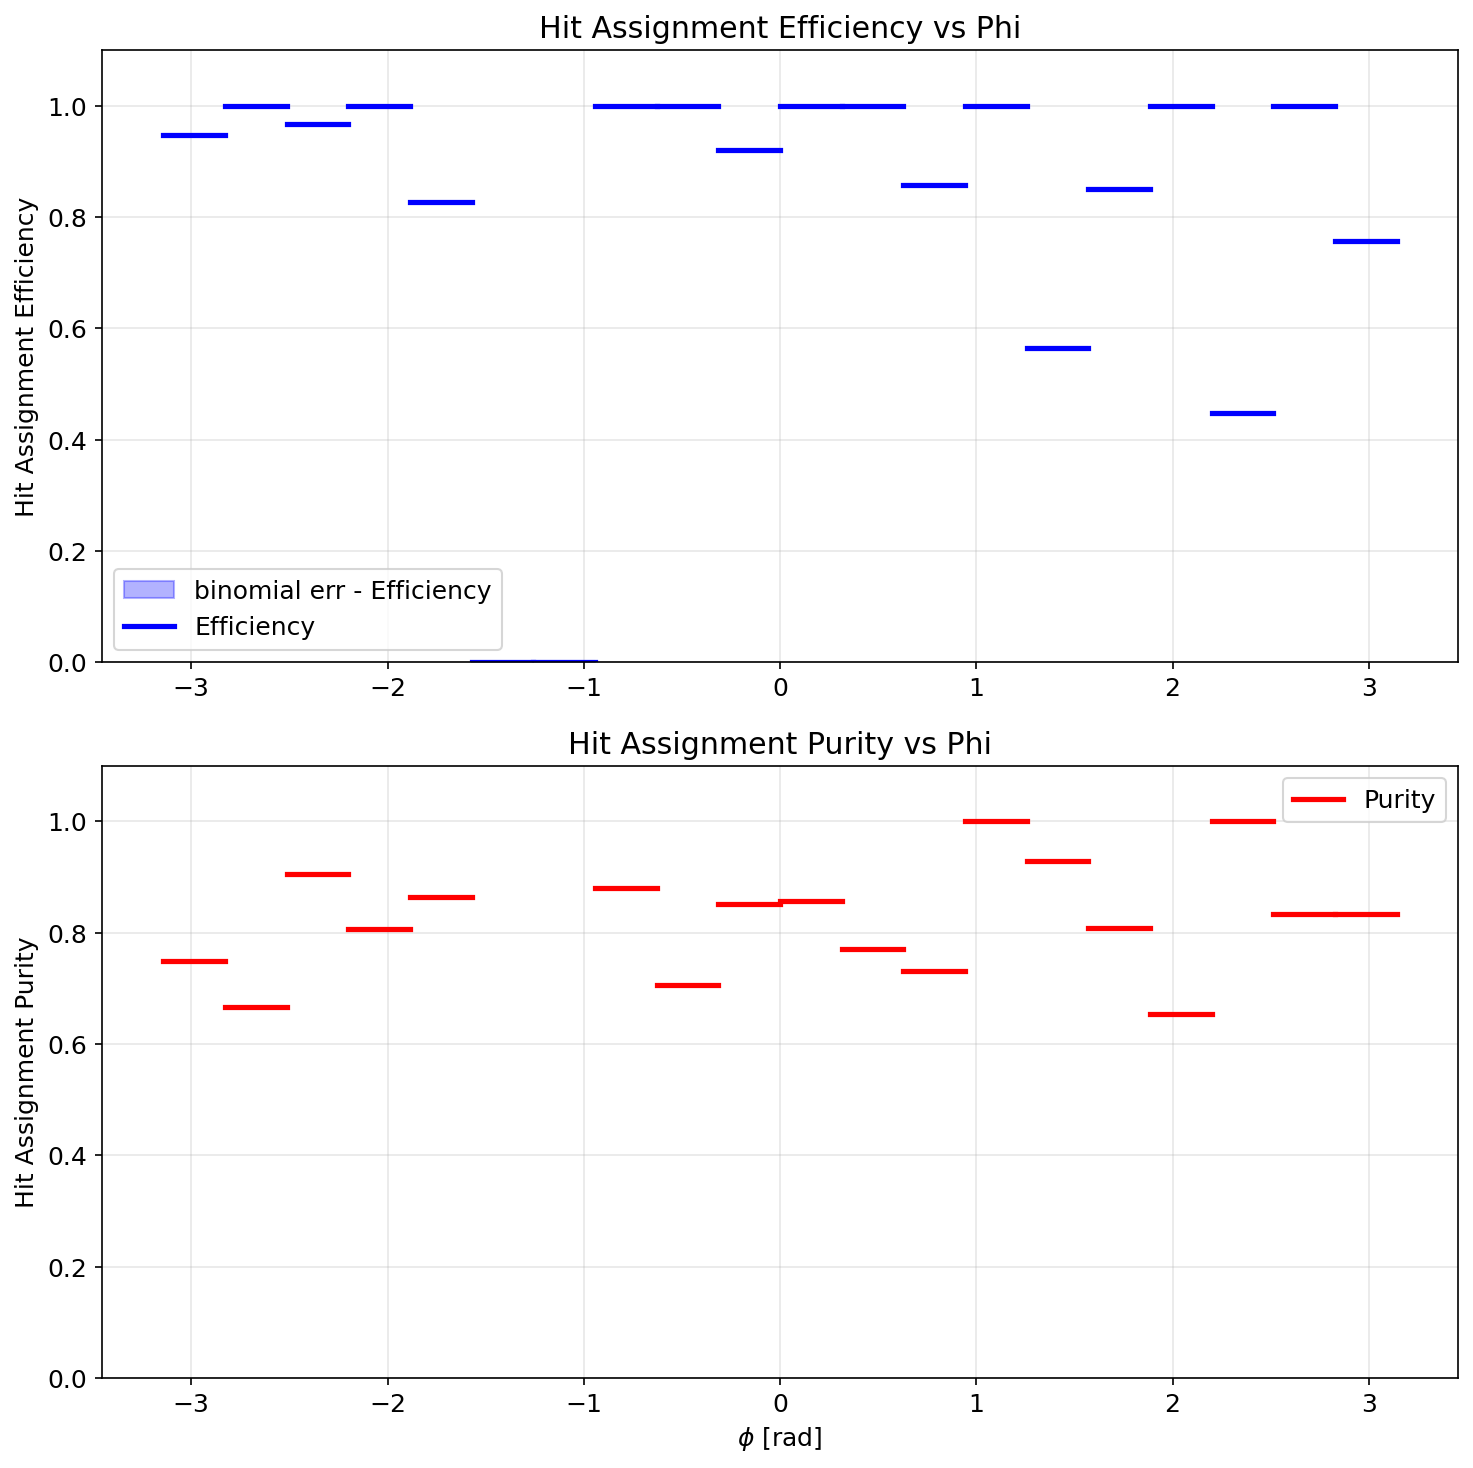 Hit Assignment Efficiency vs Phi
Hit Assignment Efficiency
1.0
0.8
0.6
0.4
0.2
0.0
binomial err - Efficiency
Efficiency
−3 −2 −1 0 1 2 3
Hit Assignment Purity vs Phi
Hit Assignment Purity
Purity
1.0
0.8
0.6
0.4
0.2
0.0
−3 −2 −1 0 1 2 3
ϕ [rad]